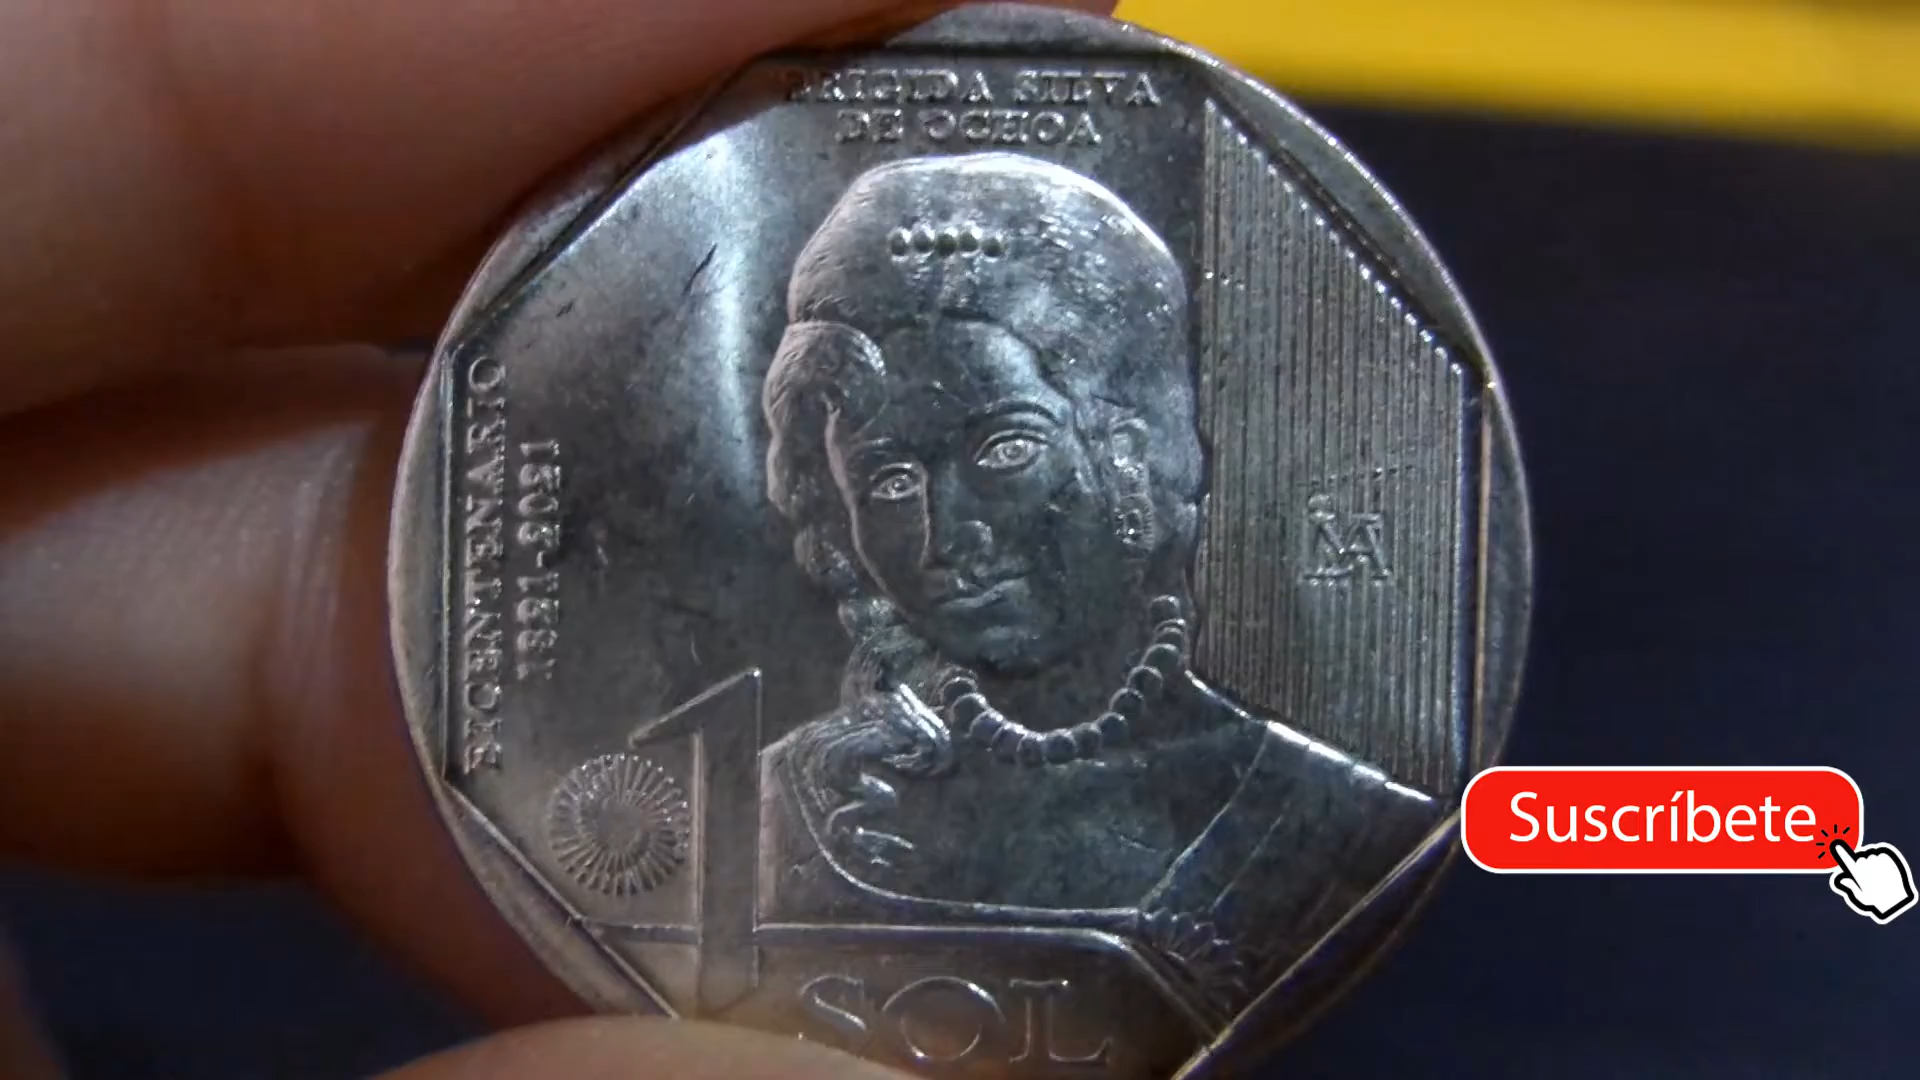 BRIGIDA SILVA
DE OCHOA
BICENTENARIO
1821-2021
1
SOL
Suscríbete